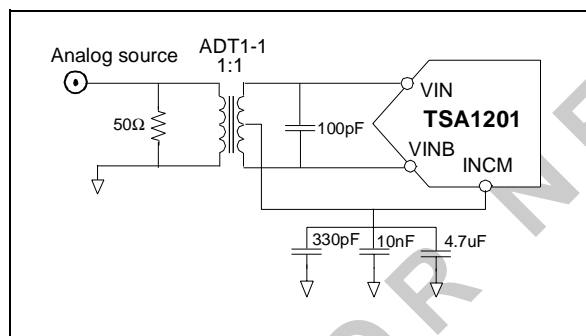 Analog source
ADT1-1
1:1
50Ω
100pF
VIN
TSA1201
VINB
INCM
330pF
10nF
4.7uF